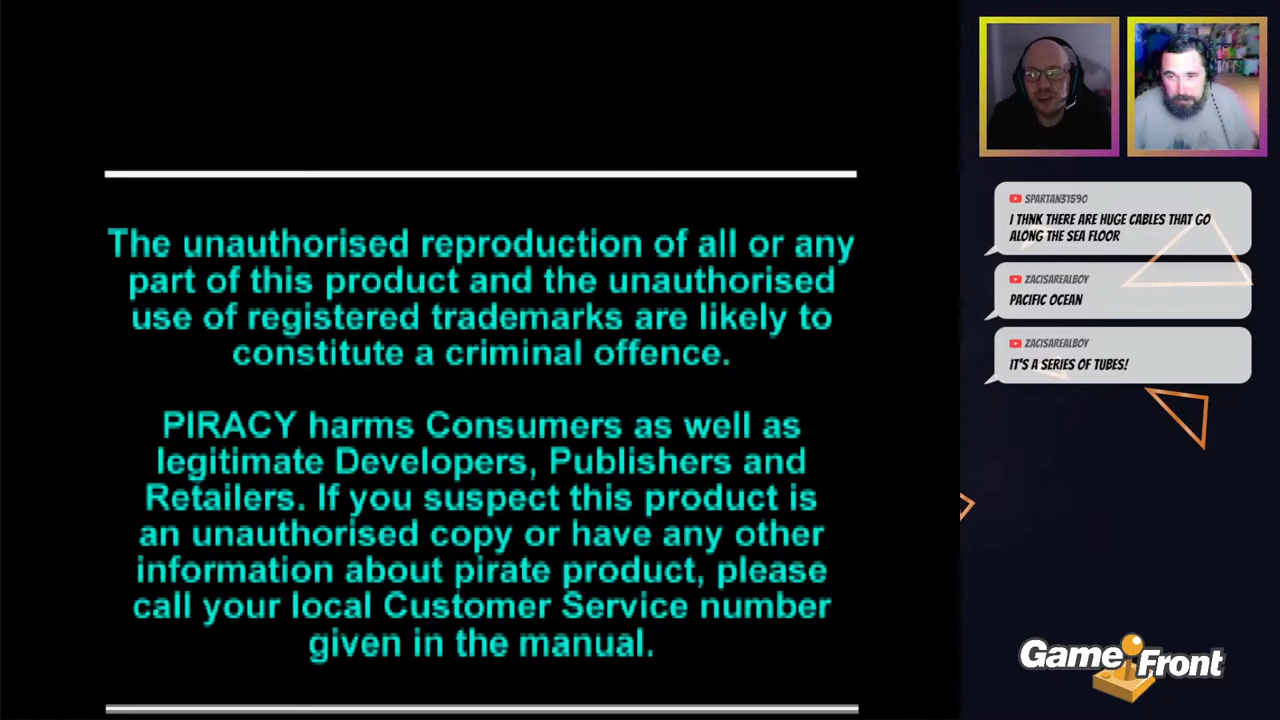 The unauthorised reproduction of all or any
part of this product and the unauthorised
use of registered trademarks are likely to
constitute a criminal offence.
PIRACY harms Consumers as well as
legitimate Developers, Publishers and
Retailers. If you suspect this product is
an unauthorised copy or have any other
information about pirate product, please
call your local Customer Service number
given in the manual.
SPARTAN31590
I THNK THERE ARE HUGE CABLES THAT GO
ALONG THE SEA FLOOR
ZACISAREALBOY
PACIFIC OCEAN
ZACISAREALBOY
IT'S A SERIES OF TUBES!
Game Front